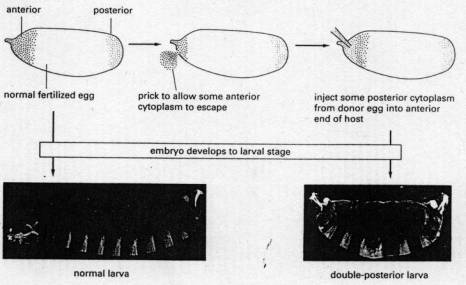 anterior
posterior
normal fertilized egg
prick to allow some anterior
cytoplasm to escape
inject some posterior cytoplasm
from donor egg into anterior
end of host
embryo develops to larval stage
normal larva
double-posterior larva